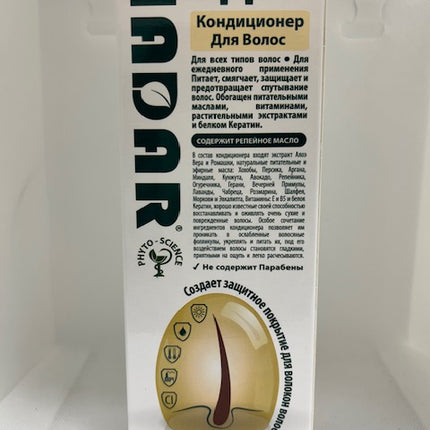 HADAR®
PHYTO-SCIENCE
Кондиционер
Для Волос
Для всех типов волос • Для
ежедневного применения
Питает, смягчает, защищает и
предотвращает спутывание
волос. Обогащен питательными
маслами, витаминами,
растительными экстрактами
и белком Кератин.
СОДЕРЖИТ РЕПЕЙНОЕ МАСЛО
В состав кондиционера входят экстракт Алоэ
Вера и Ромашки, натуральные питательные и
эфирные масла: Хохобы, Персика, Аргана,
Миндаля, Кунжута, Авокадо, Репейника,
Огуречника, Герани, Вечерней Примулы,
Лаванды, Чабреца, Розмарина, Шалфея,
Моркови и Эвкалипта, Витамины: Е и В5 и белок
Кератин, хорошо известные своей способностью
восстанавливать и оживлять очень сухие и
поврежденные волосы. Особое сочетание
ингредиентов кондиционера позволяет им
проникать в ослабленные волосяные
фолликулы, укреплять и питать их, под его
воздействием волосы становятся гладкими,
приятными на ощупь и легко расчесываются.
✓ Не содержит Парабены
Создает защитное покрытие для волокон волос
Cl